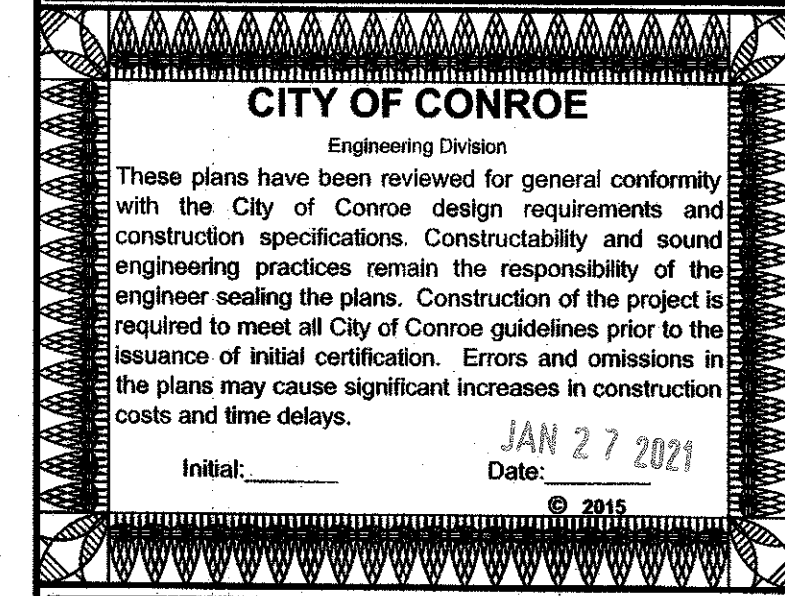 CITY OF CONROE
Engineering Division
These plans have been reviewed for general conformity
with the City of Conroe design requirements and
construction specifications. Constructability and sound
engineering practices remain the responsibility of the
engineer sealing the plans. Construction of the project is
required to meet all City of Conroe guidelines prior to the
issuance of initial certification. Errors and omissions in
the plans may cause significant increases in construction
costs and time delays.
JAN 27 2021
Initial:________ Date:________
© 2015